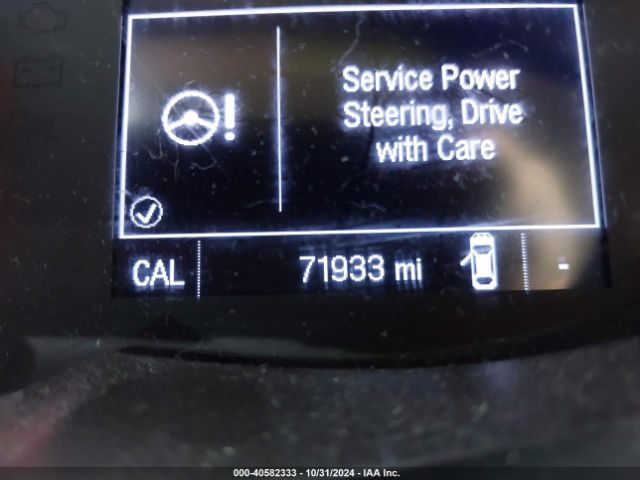 Service Power
Steering, Drive
with Care
CAL 71933 mi -
000-40582333 - 10/31/2024 - IAA Inc.